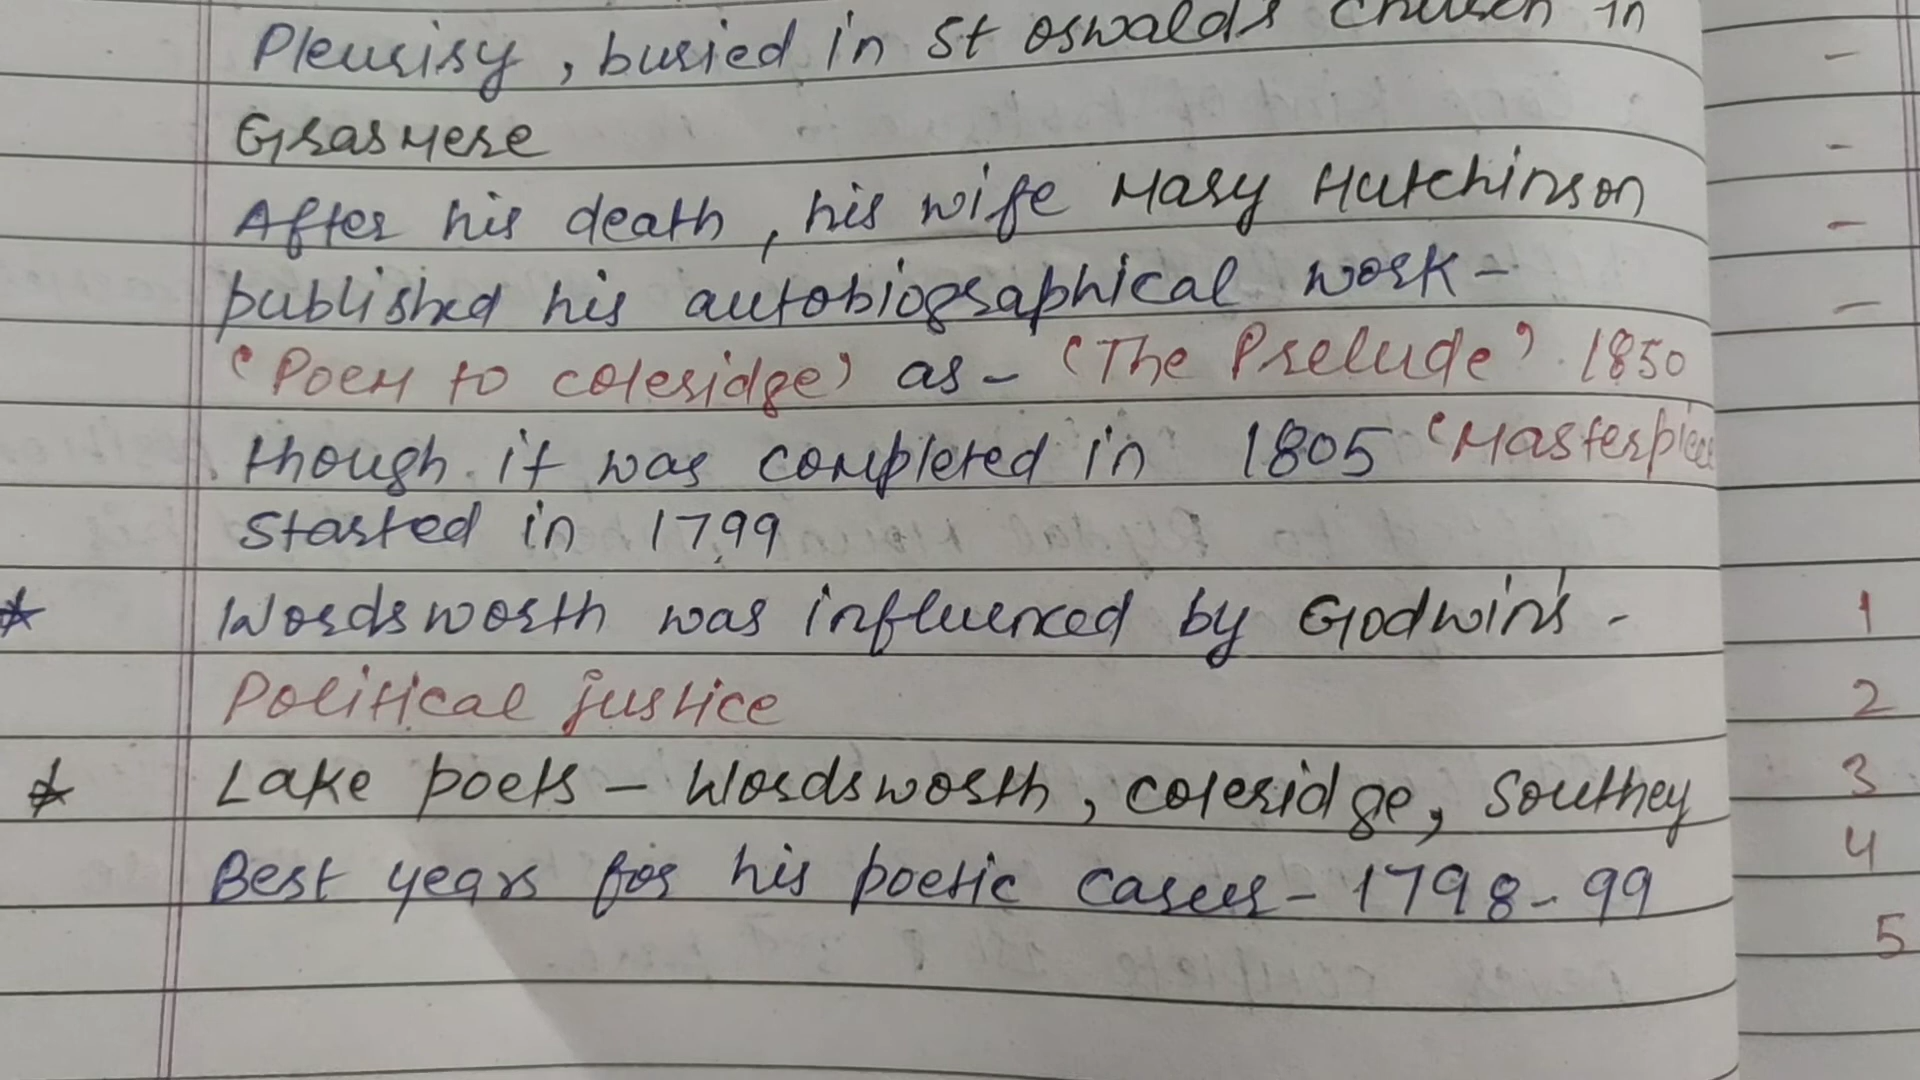 Pleurisy, buried in St Oswald's Church in
Grasmere
After his death, his wife Mary Hutchinson
published his autobiographical work -
'Poem to Coleridge' as - 'The Prelude'. 1850
though it was completed in 1805 'Masterpiece
Started in 1799
* Wordsworth was influenced by Godwin's -
Political justice
* Lake poets - Wordsworth, Coleridge, Southey
Best years for his poetic career - 1798-99
-
-
-
-
1
2
3
4
5